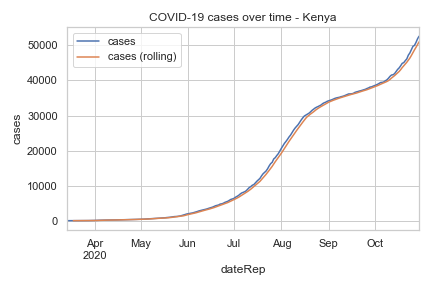 COVID-19 cases over time - Kenya
cases
cases (rolling)
50000
40000
30000
20000
10000
0
cases
Apr May Jun Jul Aug Sep Oct
2020
dateRep